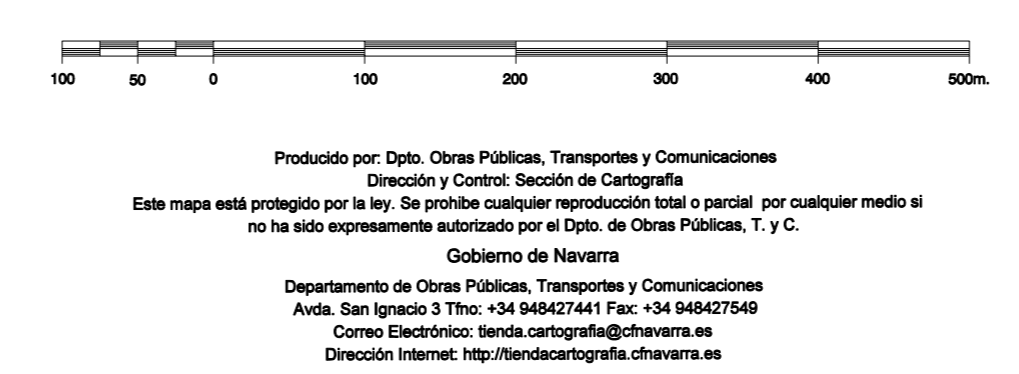 100 50 0 100 200 300 400 500m.
Producido por: Dpto. Obras Públicas, Transportes y Comunicaciones
Dirección y Control: Sección de Cartografía
Este mapa está protegido por la ley. Se prohibe cualquier reproducción total o parcial por cualquier medio si
no ha sido expresamente autorizado por el Dpto. de Obras Públicas, T. y C.
Gobierno de Navarra
Departamento de Obras Públicas, Transportes y Comunicaciones
Avda. San Ignacio 3 Tfno: +34 948427441 Fax: +34 948427549
Correo Electrónico: tienda.cartografia@cfnavarra.es
Dirección Internet: http://tiendacartografia.cfnavarra.es